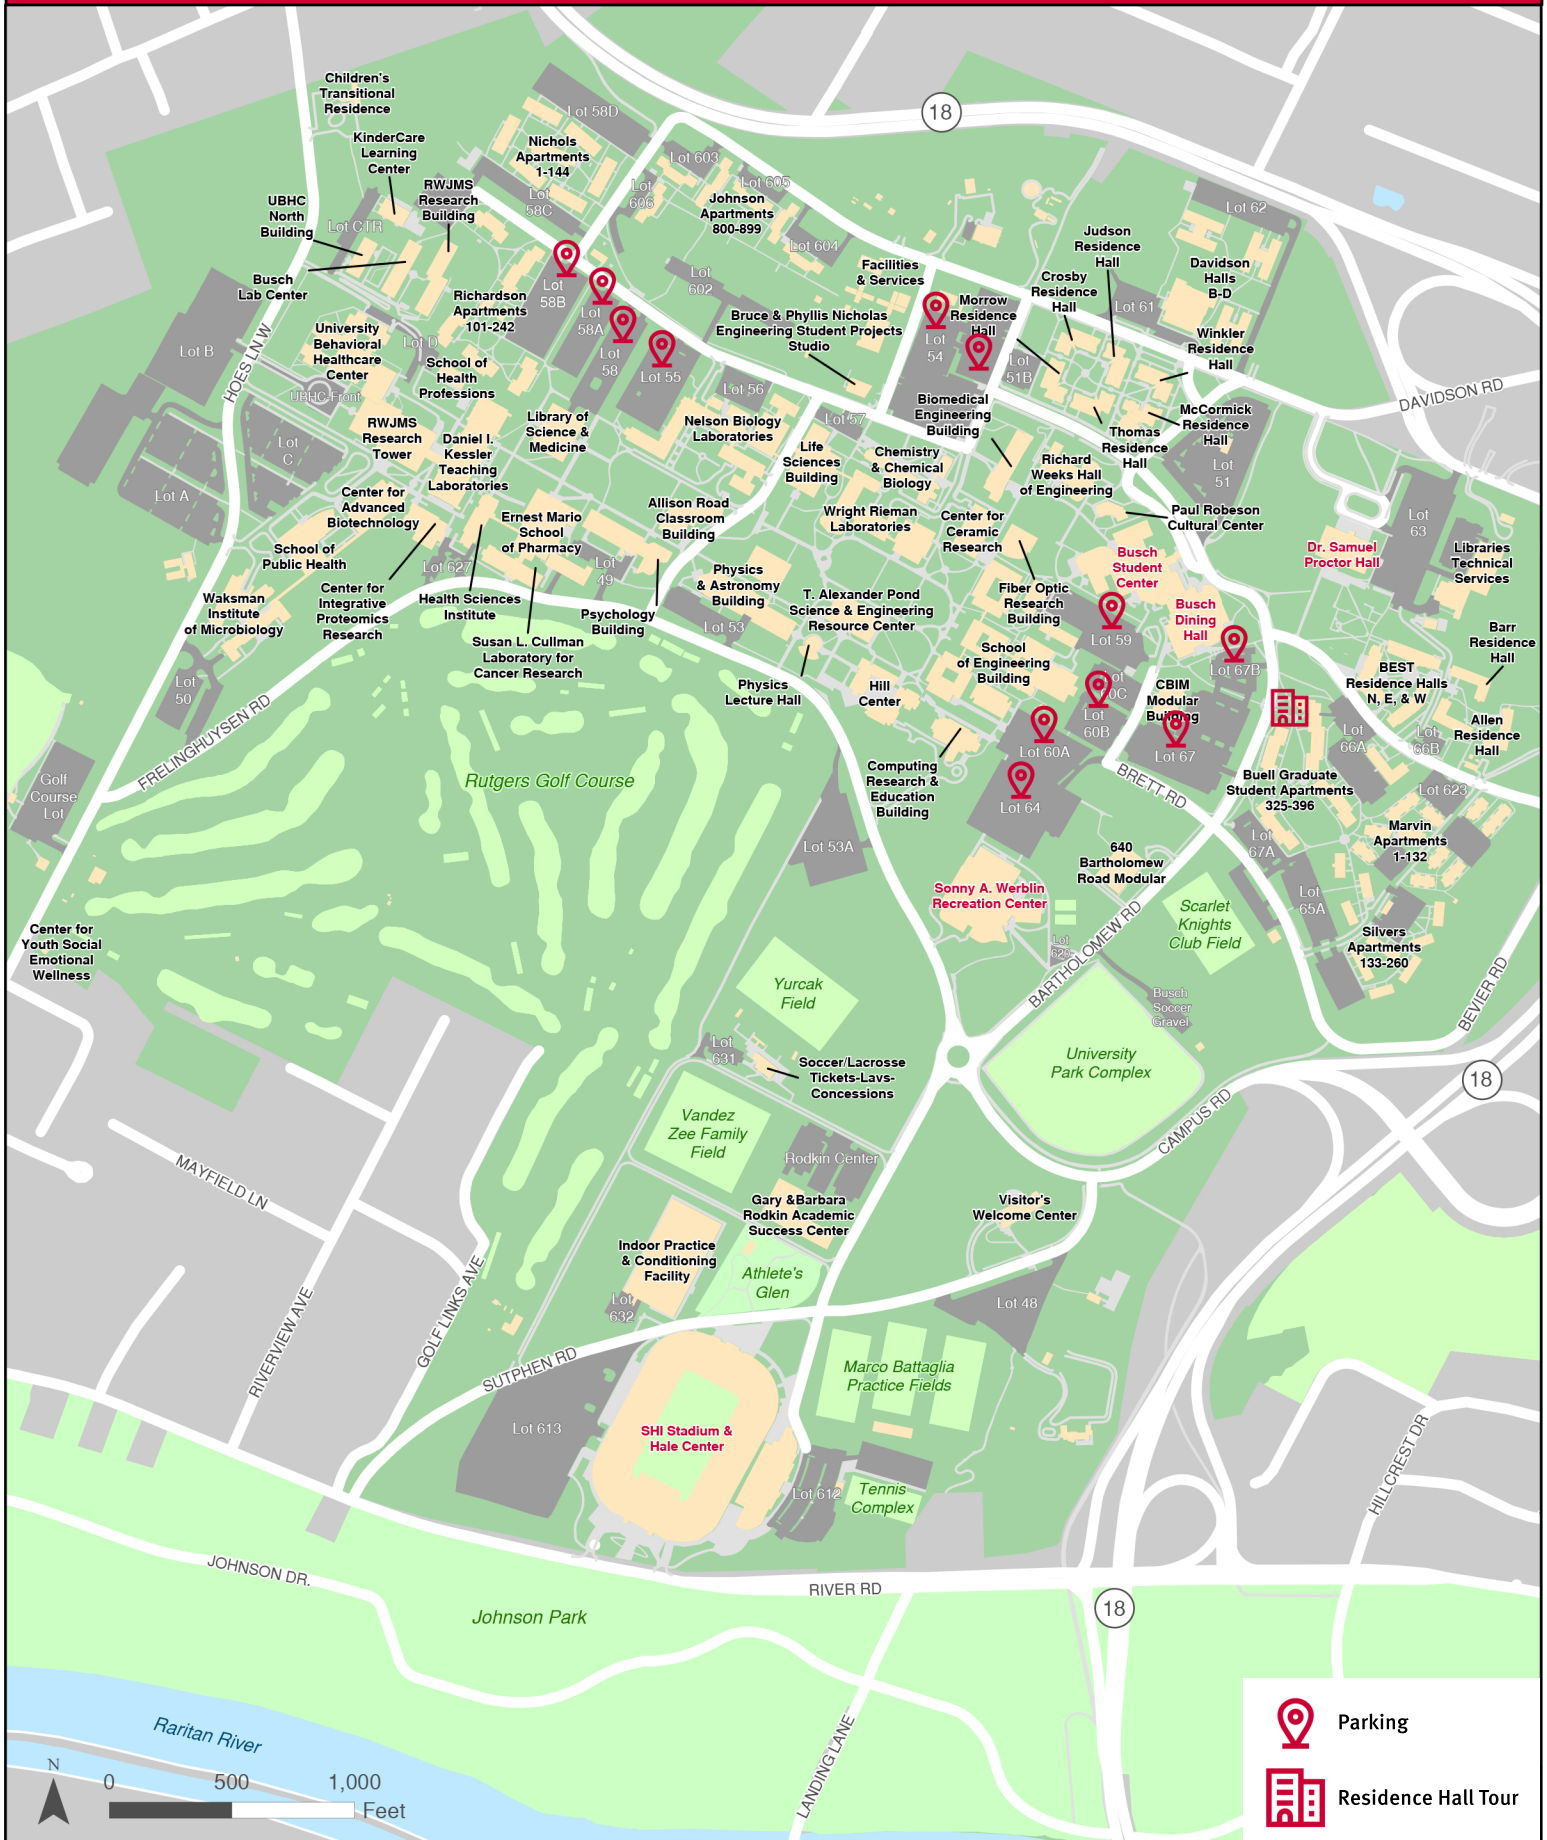 18
Children's
Transitional
Residence
KinderCare
Learning
Center
RWJMS
Research
Building
UBHC
North
Building
Lot CTR
Busch
Lab Center
Nichols
Apartments
1-144
Lot 58D
Lot
58C
Lot 603
Lot 605
Lot
606
Johnson
Apartments
800-899
Lot 604
Lot
602
Facilities
& Services
Lot 62
Judson
Residence
Hall
Crosby
Residence
Hall
Davidson
Halls
B-D
Lot 61
Winkler
Residence
Hall
Morrow
Residence
Hall
Lot
54
Lot
51B
Bruce & Phyllis Nicholas
Engineering Student Projects
Studio
Lot
58B
Lot
58A
Lot
58
Lot 55
Lot 56
Lot 57
Richardson
Apartments
101-242
University
Behavioral
Healthcare
Center
Lot D
School of
Health
Professions
UBHC-Front
Lot B
HOES LN W
Lot
C
Lot A
RWJMS
Research
Tower
Daniel I.
Kessler
Teaching
Laboratories
Library of
Science &
Medicine
Nelson Biology
Laboratories
Life
Sciences
Building
Chemistry
& Chemical
Biology
Biomedical
Engineering
Building
McCormick
Residence
Hall
Thomas
Residence
Hall
DAVIDSON RD
Richard
Weeks Hall
of Engineering
Lot
51
Center for
Advanced
Biotechnology
Ernest Mario
School
of Pharmacy
Allison Road
Classroom
Building
Wright Rieman
Laboratories
Center for
Ceramic
Research
Paul Robeson
Cultural Center
Lot
63
School of
Public Health
Lot 627
Lot
49
Busch
Student
Center
Dr. Samuel
Proctor Hall
Libraries
Technical
Services
Center for
Integrative
Proteomics
Research
Health Sciences
Institute
Susan L. Cullman
Laboratory for
Cancer Research
Psychology
Building
Physics
& Astronomy
Building
T. Alexander Pond
Science & Engineering
Resource Center
Fiber Optic
Research
Building
Busch
Dining
Hall
Waksman
Institute
of Microbiology
Lot 53
Lot 59
Lot 67B
Barr
Residence
Hall
School
of Engineering
Building
BEST
Residence Halls
N, E, & W
Lot
50
Physics
Lecture Hall
Hill
Center
Lot
60C
Lot
60B
CBIM
Modular
Building
Lot 67
Lot
66A
Lot
66B
Allen
Residence
Hall
FRELINGHUYSEN RD
Lot 60A
Golf
Course
Lot
Rutgers Golf Course
Computing
Research &
Education
Building
Lot 64
BRETT RD
Buell Graduate
Student Apartments
325-396
Lot 623
Lot 53A
640
Bartholomew
Road Modular
Lot
67A
Marvin
Apartments
1-132
Sonny A. Werblin
Recreation Center
Lot
65A
Scarlet
Knights
Club Field
Silvers
Apartments
133-260
Center for
Youth Social
Emotional
Wellness
Lot
BARTHOLOMEW RD
Yurcak
Field
Busch
Soccer
Gravel
BEVIER RD
Lot
631
Soccer/Lacrosse
Tickets-Lavs-
Concessions
University
Park Complex
18
Vandez
Zee Family
Field
CAMPUS RD
Rodkin Center
MAYFIELD LN
Gary &Barbara
Rodkin Academic
Success Center
Visitor's
Welcome Center
Indoor Practice
& Conditioning
Facility
Athlete's
Glen
Lot
632
Lot 48
RIVERVIEW AVE
GOLF LINKS AVE
SUTPHEN RD
Marco Battaglia
Practice Fields
Lot 613
SHI Stadium &
Hale Center
HILLCREST DR
Lot 612
Tennis
Complex
JOHNSON DR.
RIVER RD
18
Johnson Park
Raritan River
LANDING LANE
N
0 500 1,000
Feet
Parking
Residence Hall Tour